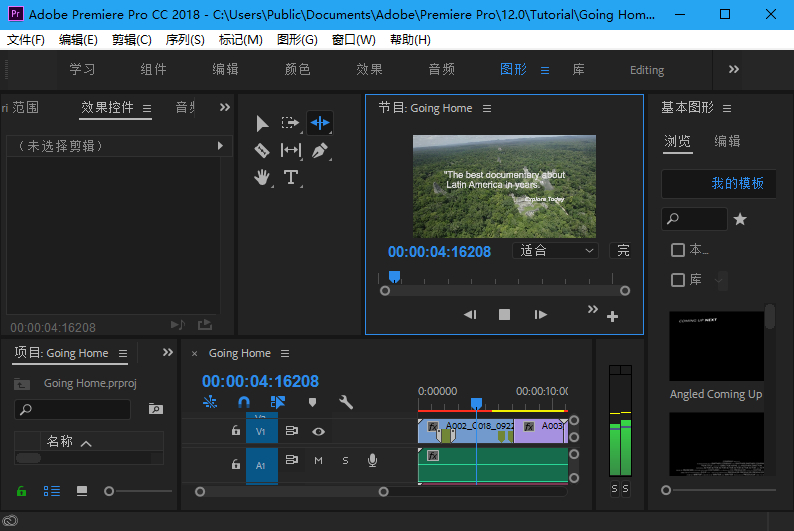 Adobe Premiere Pro CC 2018 - C:\Users\Public\Documents\Adobe\Premiere Pro\12.0\Tutorial\Going Hom...
文件(F) 编辑(E) 剪辑(C) 序列(S) 标记(M) 图形(G) 窗口(W) 帮助(H)
学习 组件 编辑 颜色 效果 音频 图形 库 Editing
ri 范围 效果控件 音频
(未选择剪辑)
00:00:04:16208
节目: Going Home
"The best documentary about
Latin America in years."
Explore Today
00:00:04:16208 适合 完
基本图形
浏览 编辑
我的模板
本...
库
COMING UP NEXT
Angled Coming Up
项目: Going Home
Going Home.prproj
名称
× Going Home
00:00:04:16208
0:00000 00:00:10:00
V1 A002_C018_0922 A003
A1 M S
S S